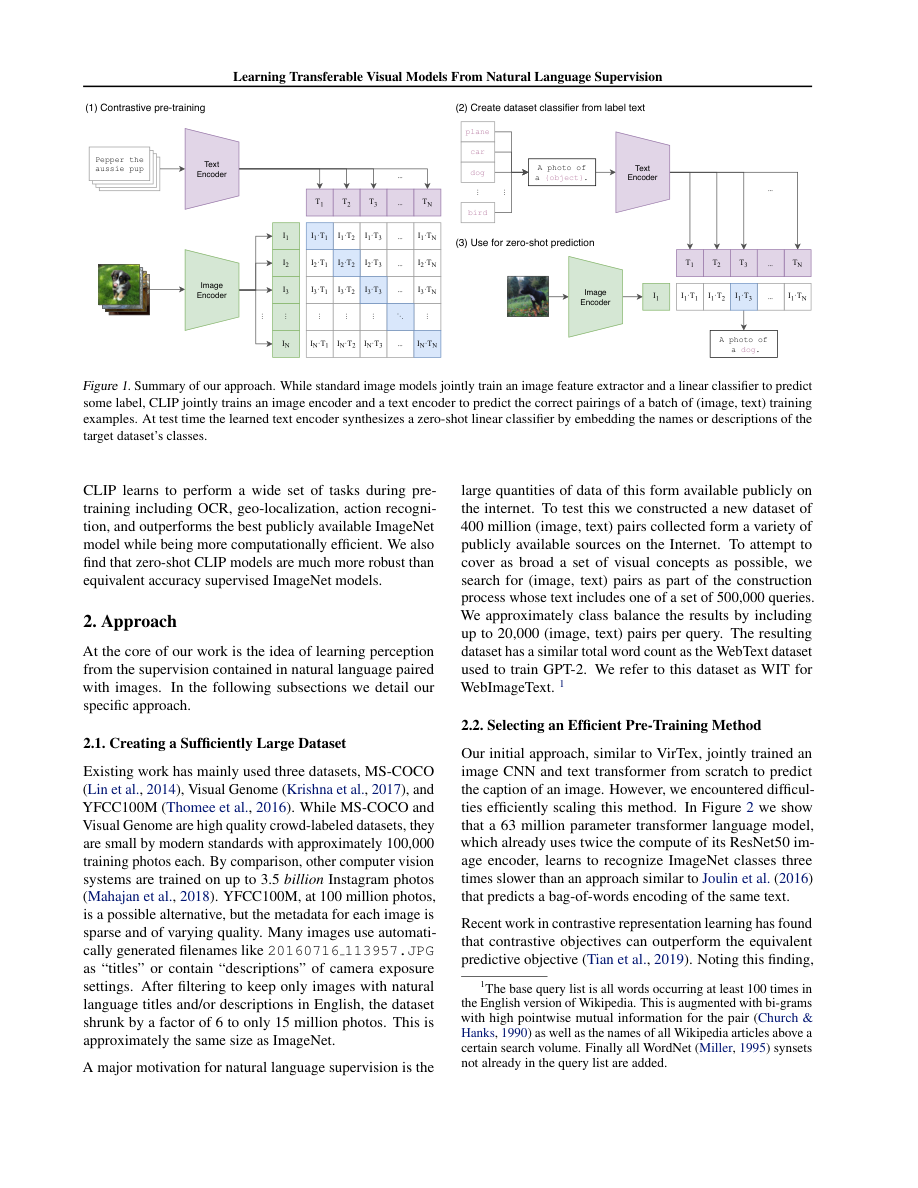 Learning Transferable Visual Models From Natural Language Supervision
(1) Contrastive pre-training
Pepper the
aussie pup
Text
Encoder
...
T1 T2 T3 ... TN
I1 I1·T1 I1·T2 I1·T3 ... I1·TN
I2 I2·T1 I2·T2 I2·T3 ... I2·TN
Image
Encoder
I3 I3·T1 I3·T2 I3·T3 ... I3·TN
⋮ ⋮ ⋮ ⋮ ⋱ ⋮
IN IN·T1 IN·T2 IN·T3 ... IN·TN
(2) Create dataset classifier from label text
plane
car
dog
⋮ ⋮
bird
A photo of
a {object}.
Text
Encoder
...
(3) Use for zero-shot prediction
T1 T2 T3 ... TN
Image
Encoder
I1 I1·T1 I1·T2 I1·T3 ... I1·TN
A photo of
a dog.
Figure 1. Summary of our approach. While standard image models jointly train an image feature extractor and a linear classifier to predict
some label, CLIP jointly trains an image encoder and a text encoder to predict the correct pairings of a batch of (image, text) training
examples. At test time the learned text encoder synthesizes a zero-shot linear classifier by embedding the names or descriptions of the
target dataset's classes.
CLIP learns to perform a wide set of tasks during pre-
training including OCR, geo-localization, action recogni-
tion, and outperforms the best publicly available ImageNet
model while being more computationally efficient. We also
find that zero-shot CLIP models are much more robust than
equivalent accuracy supervised ImageNet models.
2. Approach
At the core of our work is the idea of learning perception
from the supervision contained in natural language paired
with images. In the following subsections we detail our
specific approach.
2.1. Creating a Sufficiently Large Dataset
Existing work has mainly used three datasets, MS-COCO
(Lin et al., 2014), Visual Genome (Krishna et al., 2017), and
YFCC100M (Thomee et al., 2016). While MS-COCO and
Visual Genome are high quality crowd-labeled datasets, they
are small by modern standards with approximately 100,000
training photos each. By comparison, other computer vision
systems are trained on up to 3.5 billion Instagram photos
(Mahajan et al., 2018). YFCC100M, at 100 million photos,
is a possible alternative, but the metadata for each image is
sparse and of varying quality. Many images use automati-
cally generated filenames like 20160716_113957.JPG
as “titles” or contain “descriptions” of camera exposure
settings. After filtering to keep only images with natural
language titles and/or descriptions in English, the dataset
shrunk by a factor of 6 to only 15 million photos. This is
approximately the same size as ImageNet.
A major motivation for natural language supervision is the
large quantities of data of this form available publicly on
the internet. To test this we constructed a new dataset of
400 million (image, text) pairs collected form a variety of
publicly available sources on the Internet. To attempt to
cover as broad a set of visual concepts as possible, we
search for (image, text) pairs as part of the construction
process whose text includes one of a set of 500,000 queries.
We approximately class balance the results by including
up to 20,000 (image, text) pairs per query. The resulting
dataset has a similar total word count as the WebText dataset
used to train GPT-2. We refer to this dataset as WIT for
WebImageText. 1
2.2. Selecting an Efficient Pre-Training Method
Our initial approach, similar to VirTex, jointly trained an
image CNN and text transformer from scratch to predict
the caption of an image. However, we encountered difficul-
ties efficiently scaling this method. In Figure 2 we show
that a 63 million parameter transformer language model,
which already uses twice the compute of its ResNet50 im-
age encoder, learns to recognize ImageNet classes three
times slower than an approach similar to Joulin et al. (2016)
that predicts a bag-of-words encoding of the same text.
Recent work in contrastive representation learning has found
that contrastive objectives can outperform the equivalent
predictive objective (Tian et al., 2019). Noting this finding,
1The base query list is all words occurring at least 100 times in
the English version of Wikipedia. This is augmented with bi-grams
with high pointwise mutual information for the pair (Church &
Hanks, 1990) as well as the names of all Wikipedia articles above a
certain search volume. Finally all WordNet (Miller, 1995) synsets
not already in the query list are added.